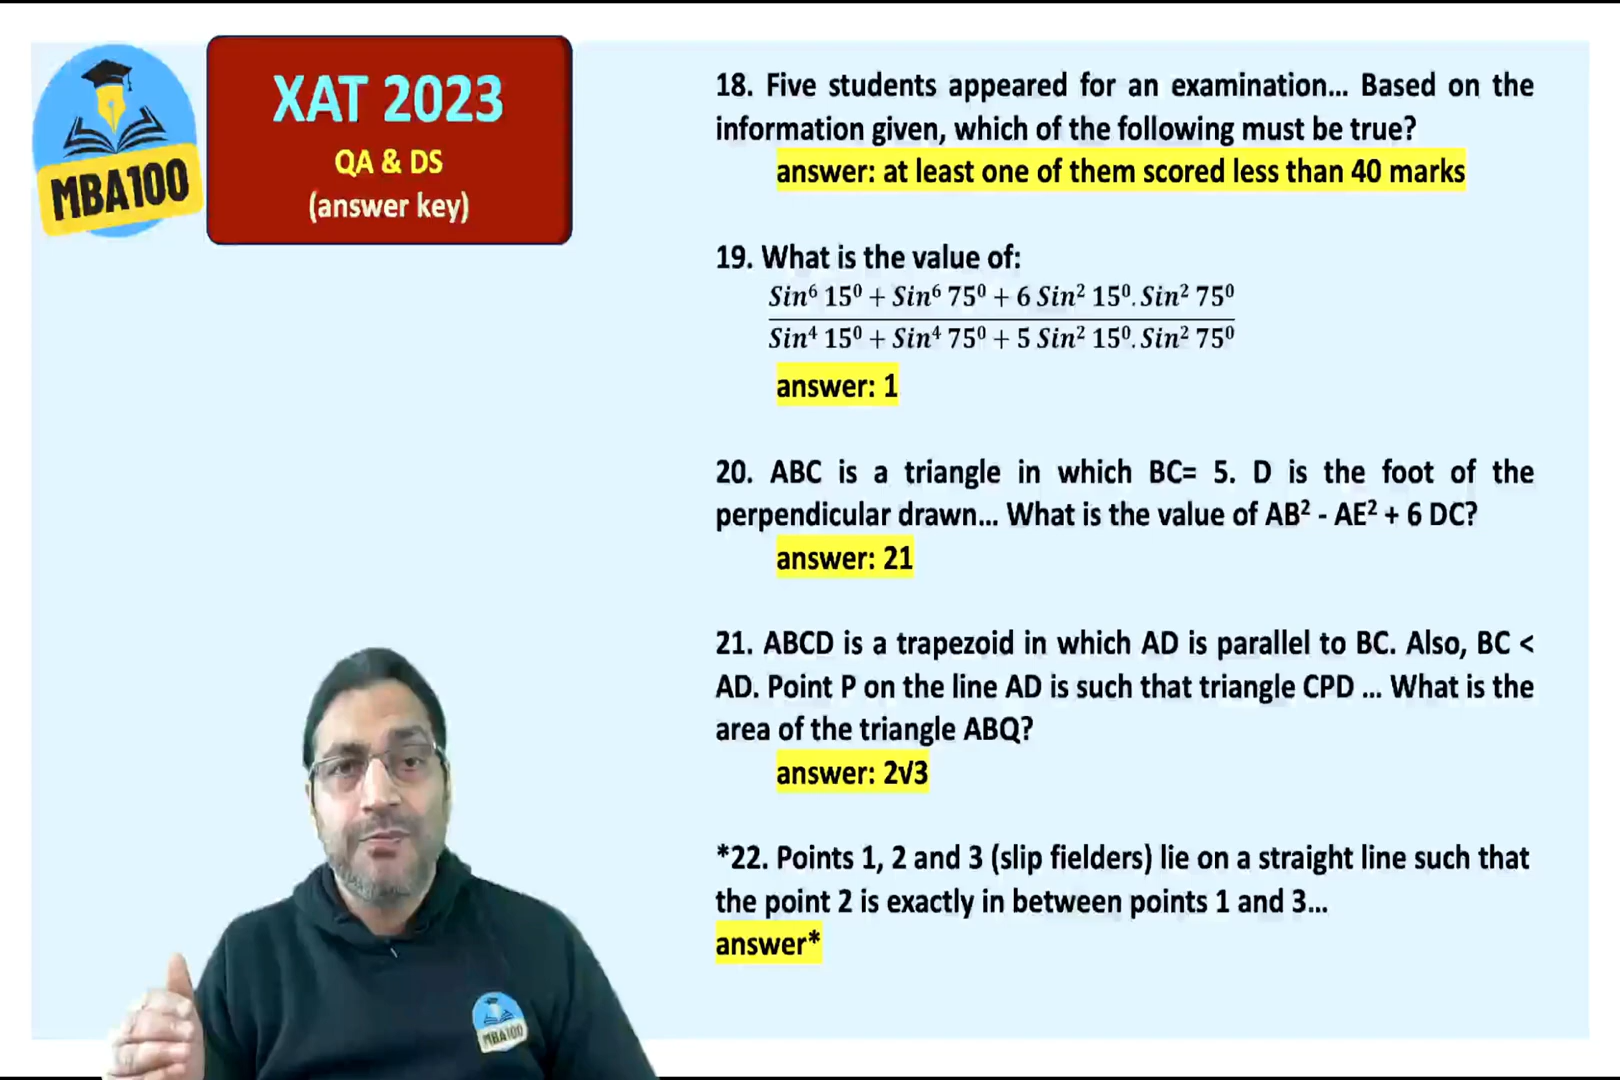 MBA100
XAT 2023
QA & DS
(answer key)
18. Five students appeared for an examination... Based on the
information given, which of the following must be true?
answer: at least one of them scored less than 40 marks
19. What is the value of:
Sin⁶ 15⁰ + Sin⁶ 75⁰ + 6 Sin² 15⁰. Sin² 75⁰
Sin⁴ 15⁰ + Sin⁴ 75⁰ + 5 Sin² 15⁰. Sin² 75⁰
answer: 1
20. ABC is a triangle in which BC= 5. D is the foot of the
perpendicular drawn... What is the value of AB² - AE² + 6 DC?
answer: 21
21. ABCD is a trapezoid in which AD is parallel to BC. Also, BC <
AD. Point P on the line AD is such that triangle CPD ... What is the
area of the triangle ABQ?
answer: 2√3
*22. Points 1, 2 and 3 (slip fielders) lie on a straight line such that
the point 2 is exactly in between points 1 and 3...
answer*
MBA100